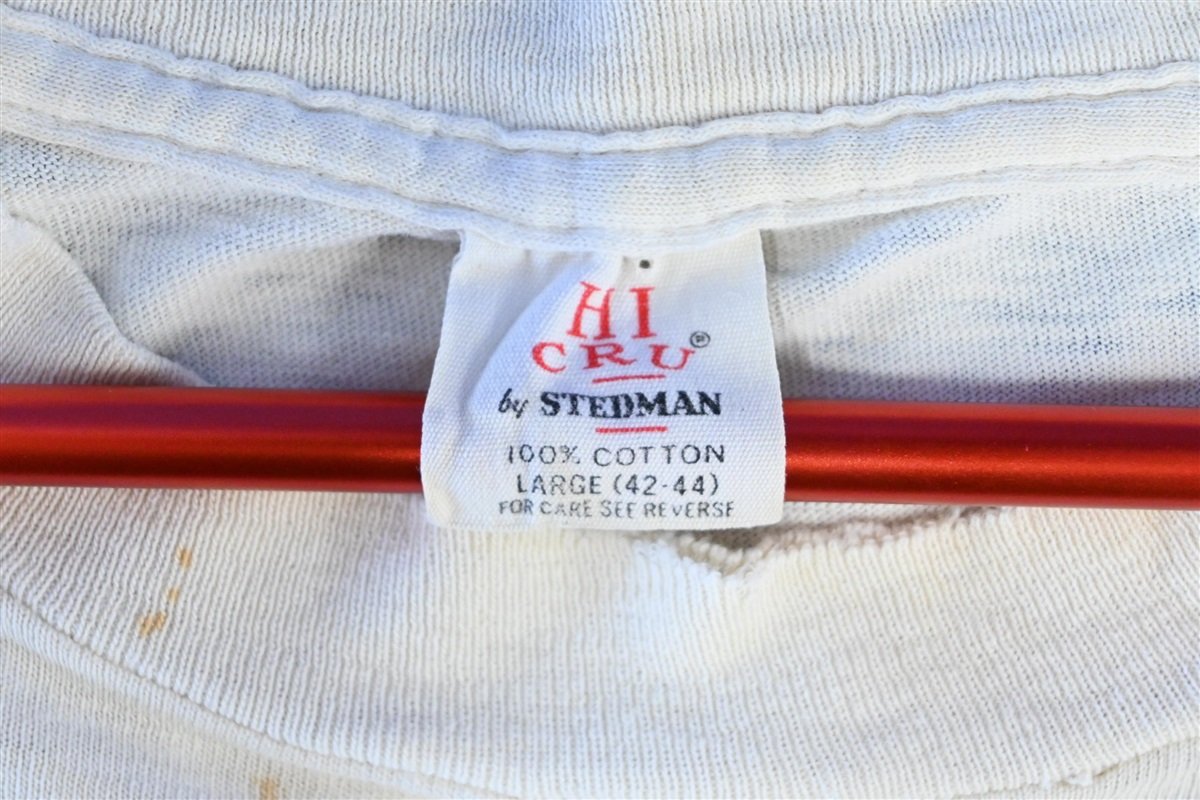 HI
CRU®
by STEDMAN
100% COTTON
LARGE (42-44)
FOR CARE SEE REVERSE